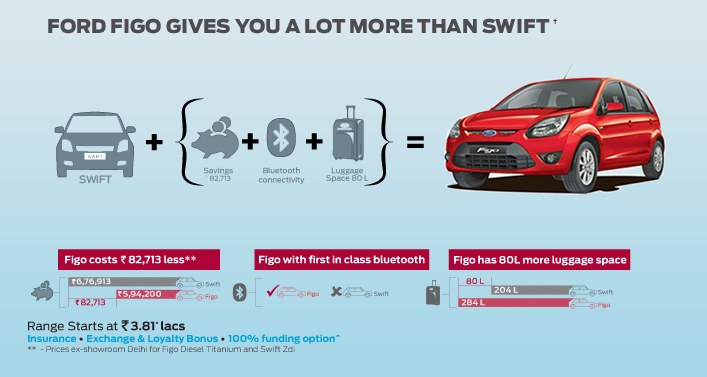 FORD FIGO GIVES YOU A LOT MORE THAN SWIFT †
SWIFT
SWIFT
Savings
82,713
Bluetooth
connectivity
Luggage
Space 80 L
Figo
Figo costs ₹ 82,713 less**
₹6,76,913
Swift
₹5,94,200
Figo
₹82,713
Figo with first in class bluetooth
Figo
Swift
Figo has 80L more luggage space
80 L
204 L
Swift
284 L
Figo
Range Starts at ₹ 3.81* lacs
Insurance • Exchange & Loyalty Bonus • 100% funding option^
** - Prices ex-showroom Delhi for Figo Diesel Titanium and Swift Zdi